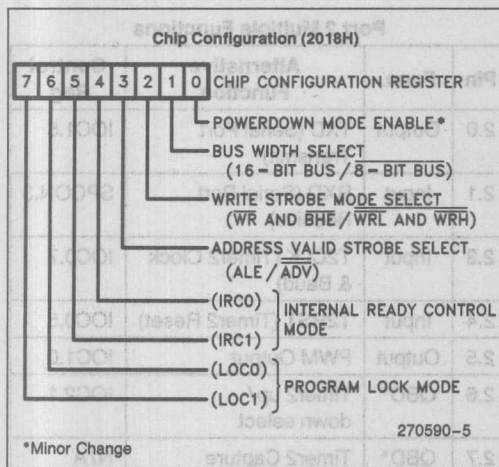 Chip Configuration (2018H)
7 6 5 4 3 2 1 0 CHIP CONFIGURATION REGISTER
POWERDOWN MODE ENABLE*
BUS WIDTH SELECT
(16 - BIT BUS / 8 - BIT BUS)
WRITE STROBE MODE SELECT
(WR AND BHE / WRL AND WRH)
ADDRESS VALID STROBE SELECT
(ALE / ADV)
(IRC0)
INTERNAL READY CONTROL
MODE
(IRC1)
(LOC0)
PROGRAM LOCK MODE
(LOC1)
270590-5
*Minor Change